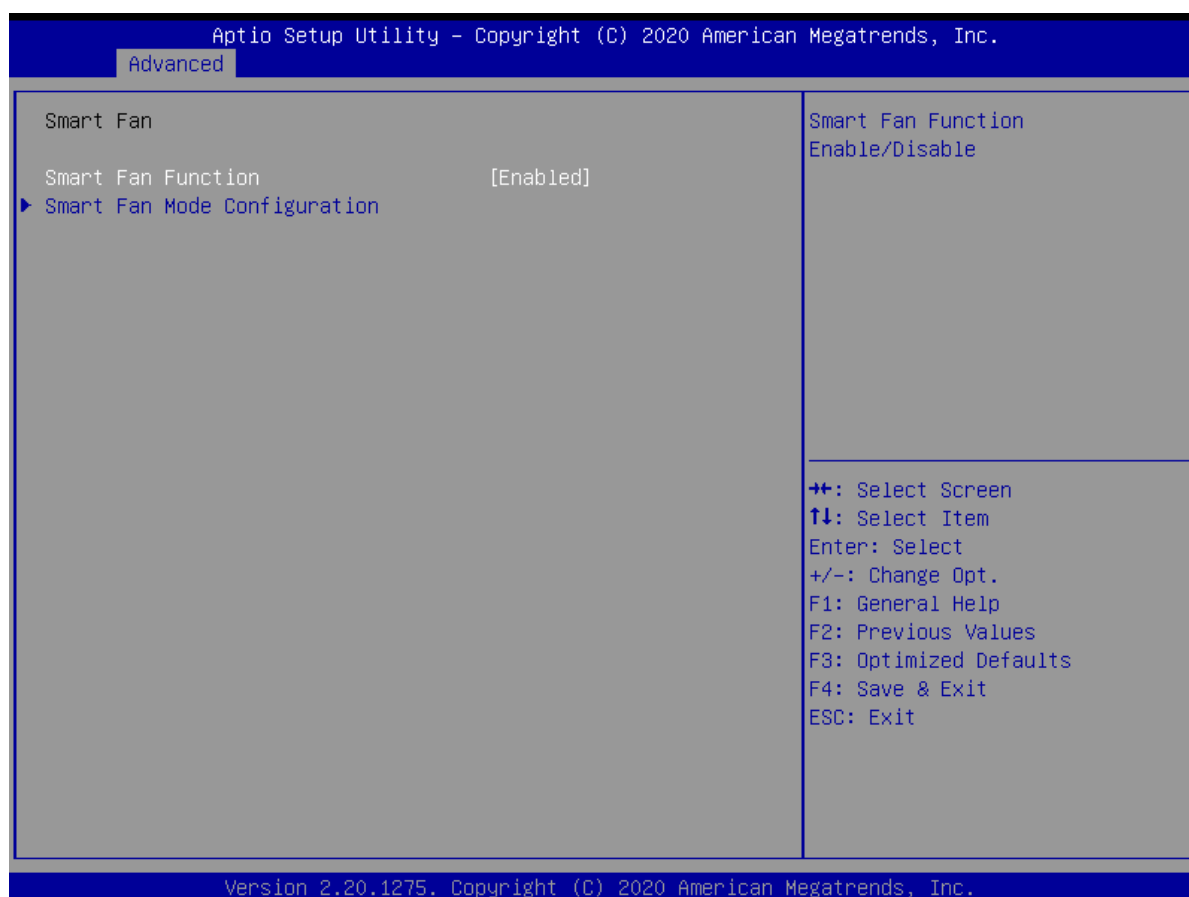 Aptio Setup Utility – Copyright (C) 2020 American Megatrends, Inc.
Advanced
Smart Fan
Smart Fan Function [Enabled]
▶ Smart Fan Mode Configuration
Smart Fan Function
Enable/Disable
→←: Select Screen
↑↓: Select Item
Enter: Select
+/-: Change Opt.
F1: General Help
F2: Previous Values
F3: Optimized Defaults
F4: Save & Exit
ESC: Exit
Version 2.20.1275. Copyright (C) 2020 American Megatrends, Inc.